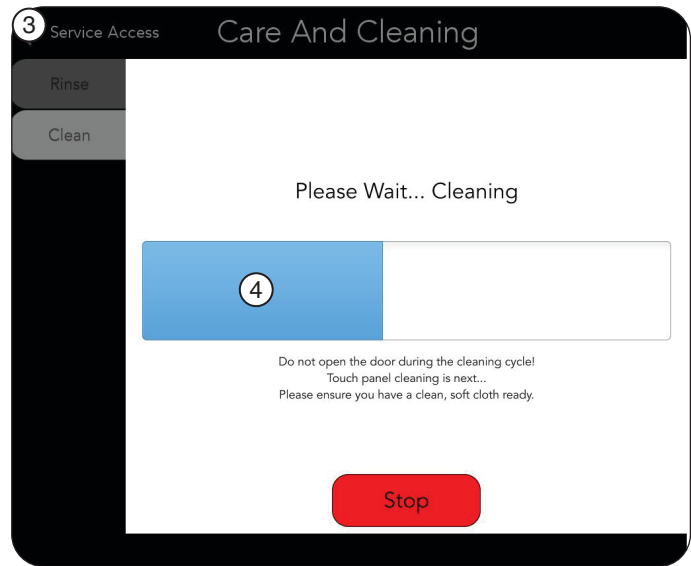 3
Service Access
Care And Cleaning
Rinse
Clean
Please Wait... Cleaning
4
Do not open the door during the cleaning cycle!
Touch panel cleaning is next...
Please ensure you have a clean, soft cloth ready.
Stop